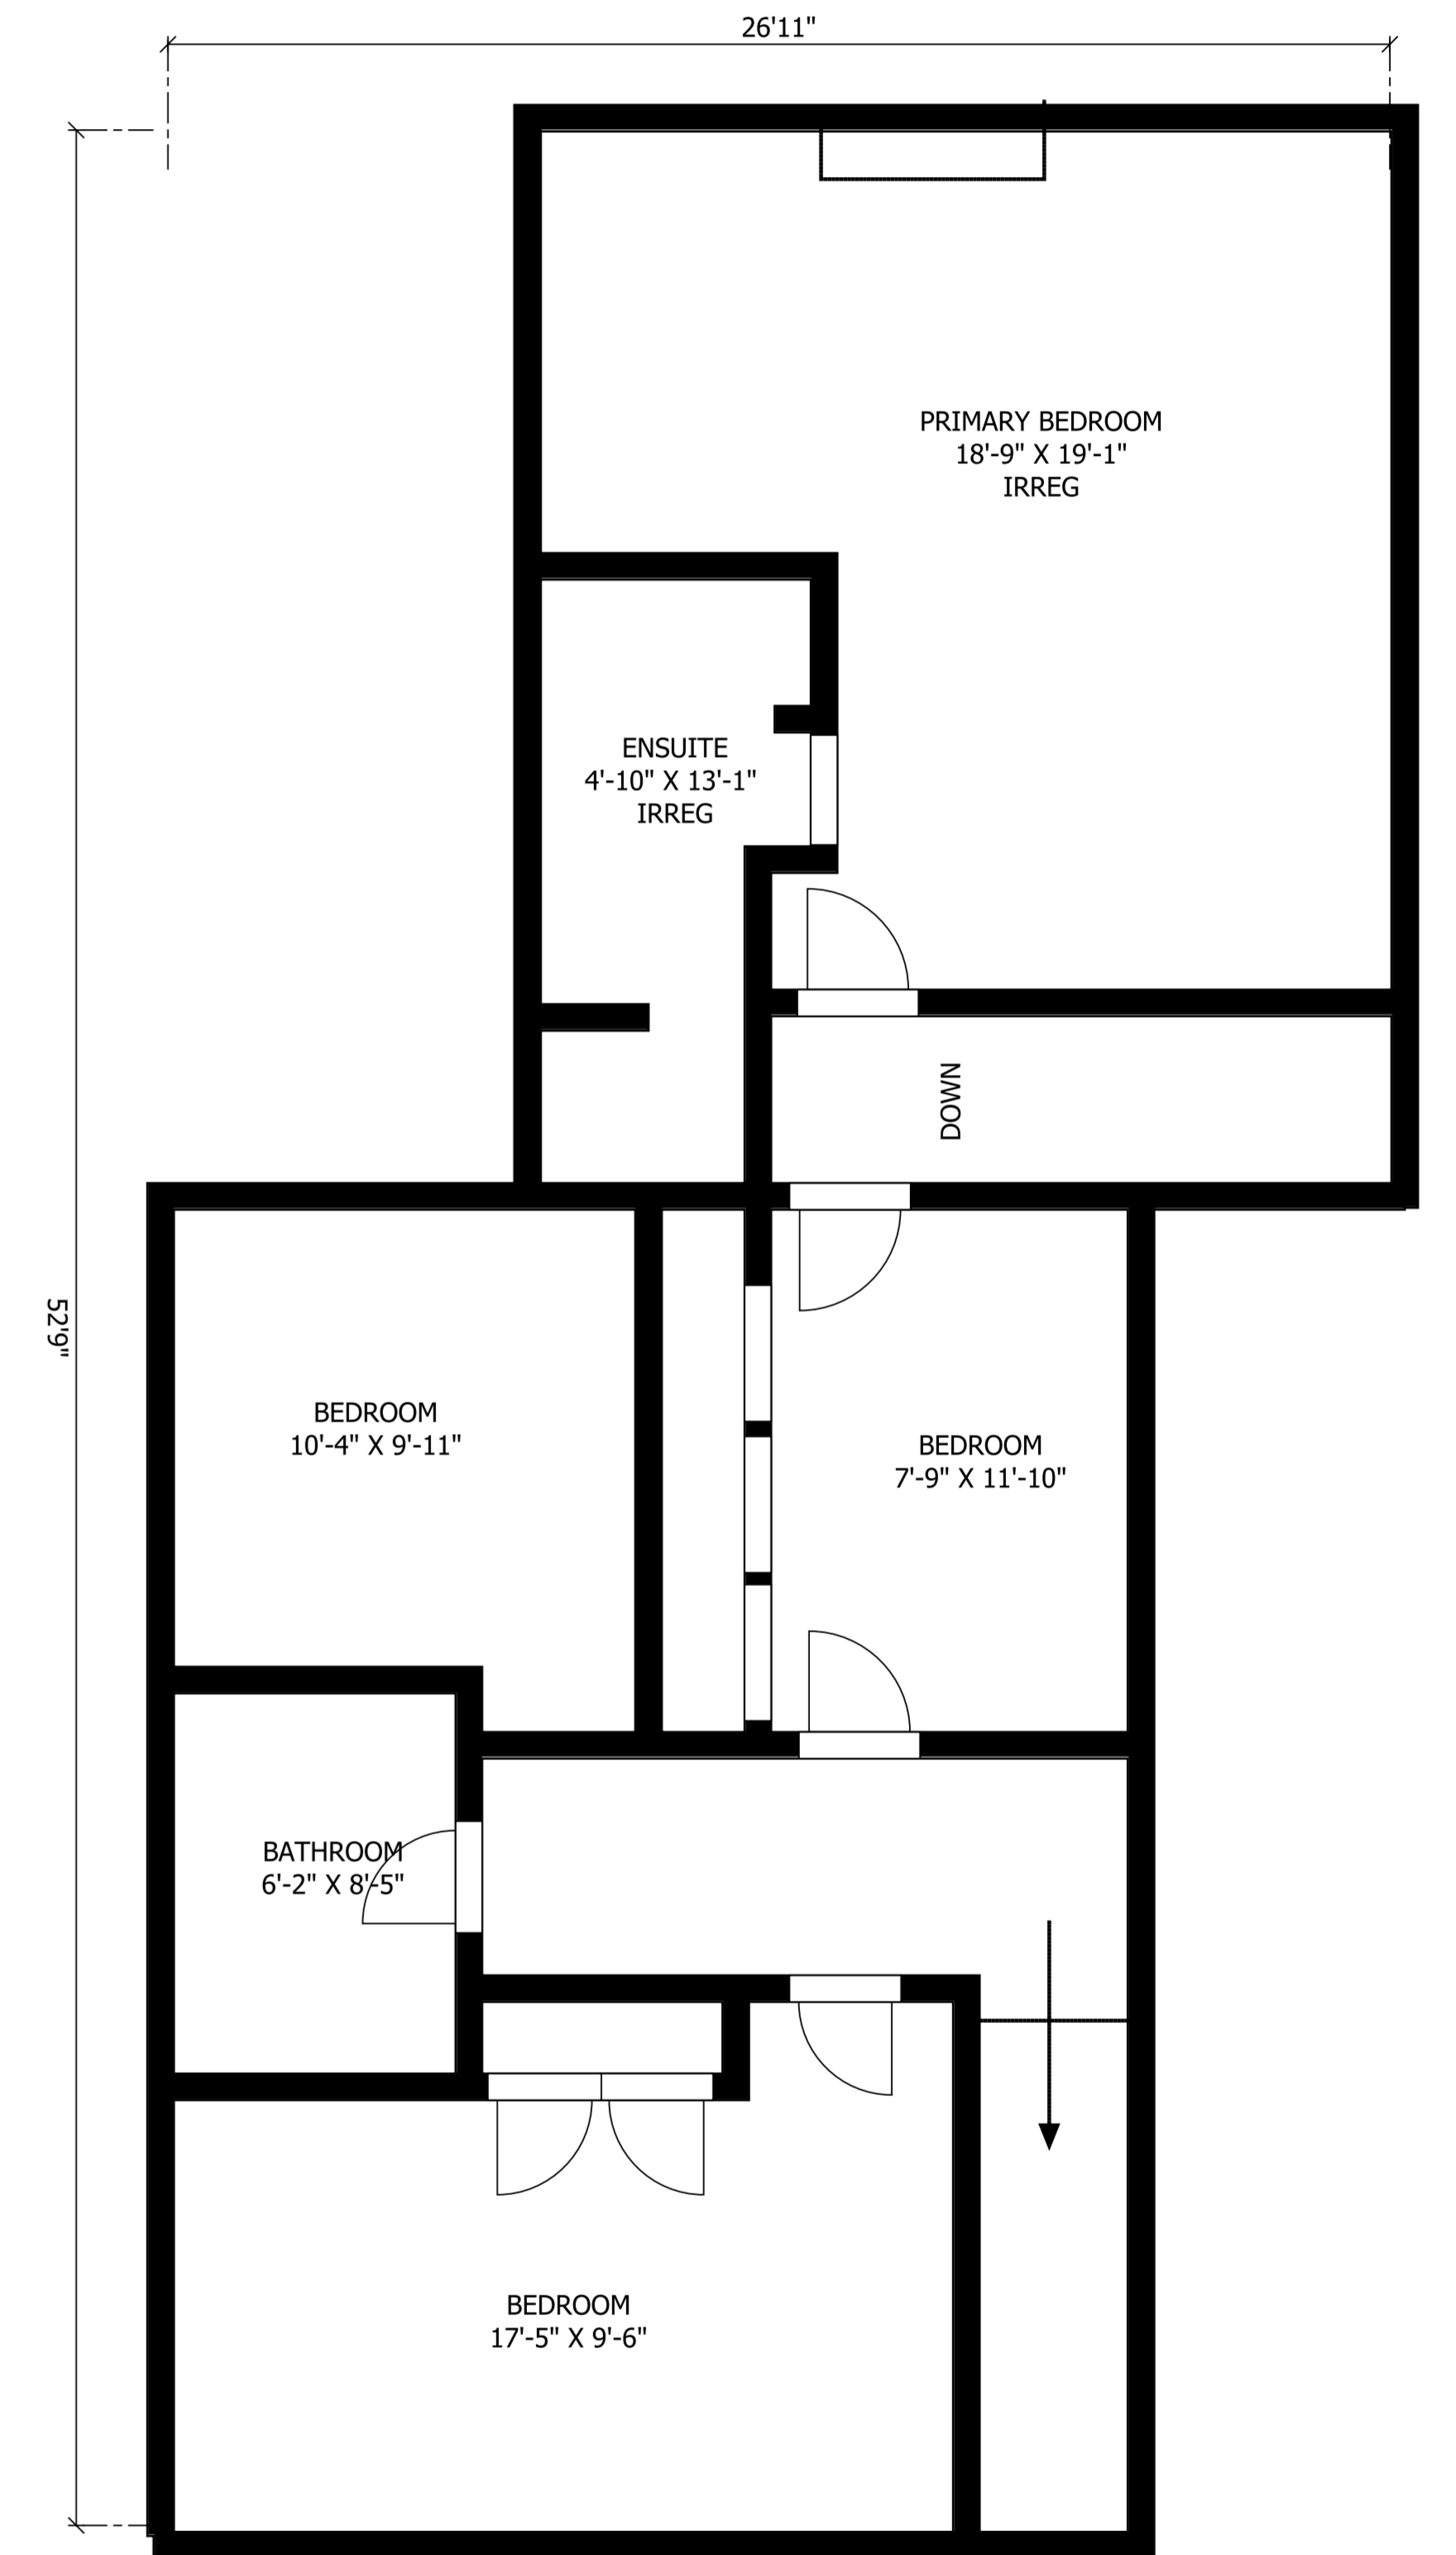 26'11"
PRIMARY BEDROOM
18'-9" X 19'-1"
IRREG
ENSUITE
4'-10" X 13'-1"
IRREG
DOWN
52'9"
BEDROOM
10'-4" X 9'-11"
BEDROOM
7'-9" X 11'-10"
BATHROOM
6'-2" X 8'-5"
BEDROOM
17'-5" X 9'-6"